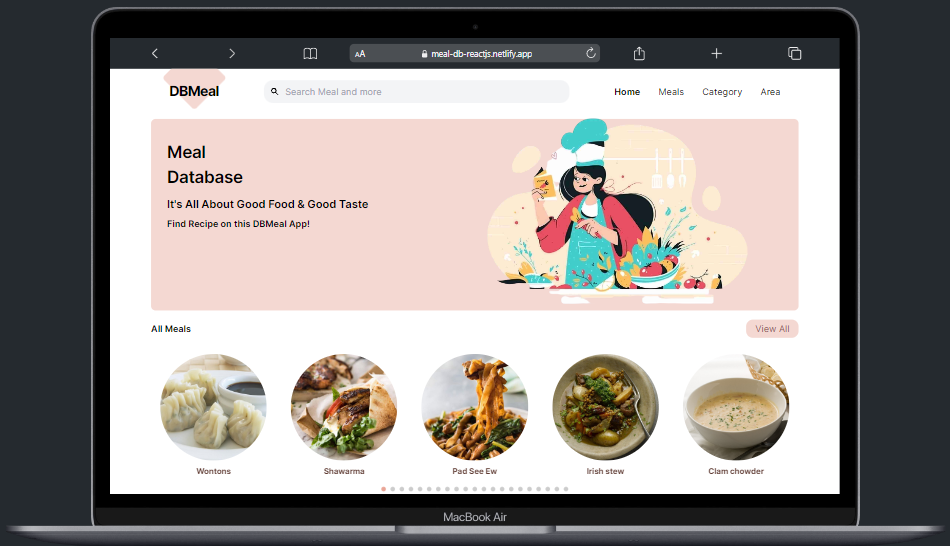 AA
meal-db-reactjs.netlify.app
DBMeal
Search Meal and more
Home
Meals
Category
Area
Meal
Database
It's All About Good Food & Good Taste
Find Recipe on this DBMeal App!
All Meals
View All
Wontons
Shawarma
Pad See Ew
Irish stew
Clam chowder
MacBook Air